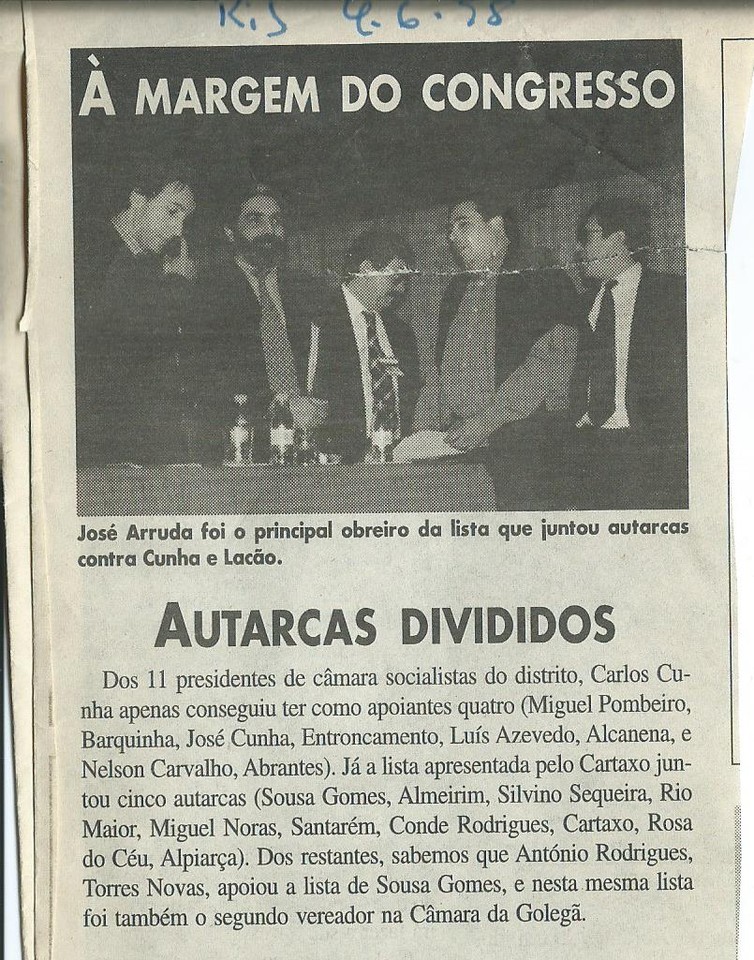 4.6.98
À MARGEM DO CONGRESSO
José Arruda foi o principal obreiro da lista que juntou autarcas
contra Cunha e Lacão.
AUTARCAS DIVIDIDOS
Dos 11 presidentes de câmara socialistas do distrito, Carlos Cu-
nha apenas conseguiu ter como apoiantes quatro (Miguel Pombeiro,
Barquinha, José Cunha, Entroncamento, Luís Azevedo, Alcanena, e
Nelson Carvalho, Abrantes). Já a lista apresentada pelo Cartaxo jun-
tou cinco autarcas (Sousa Gomes, Almeirim, Silvino Sequeira, Rio
Maior, Miguel Noras, Santarém, Conde Rodrigues, Cartaxo, Rosa
do Céu, Alpiarça). Dos restantes, sabemos que António Rodrigues,
Torres Novas, apoiou a lista de Sousa Gomes, e nesta mesma lista
foi também o segundo vereador na Câmara da Golegã.